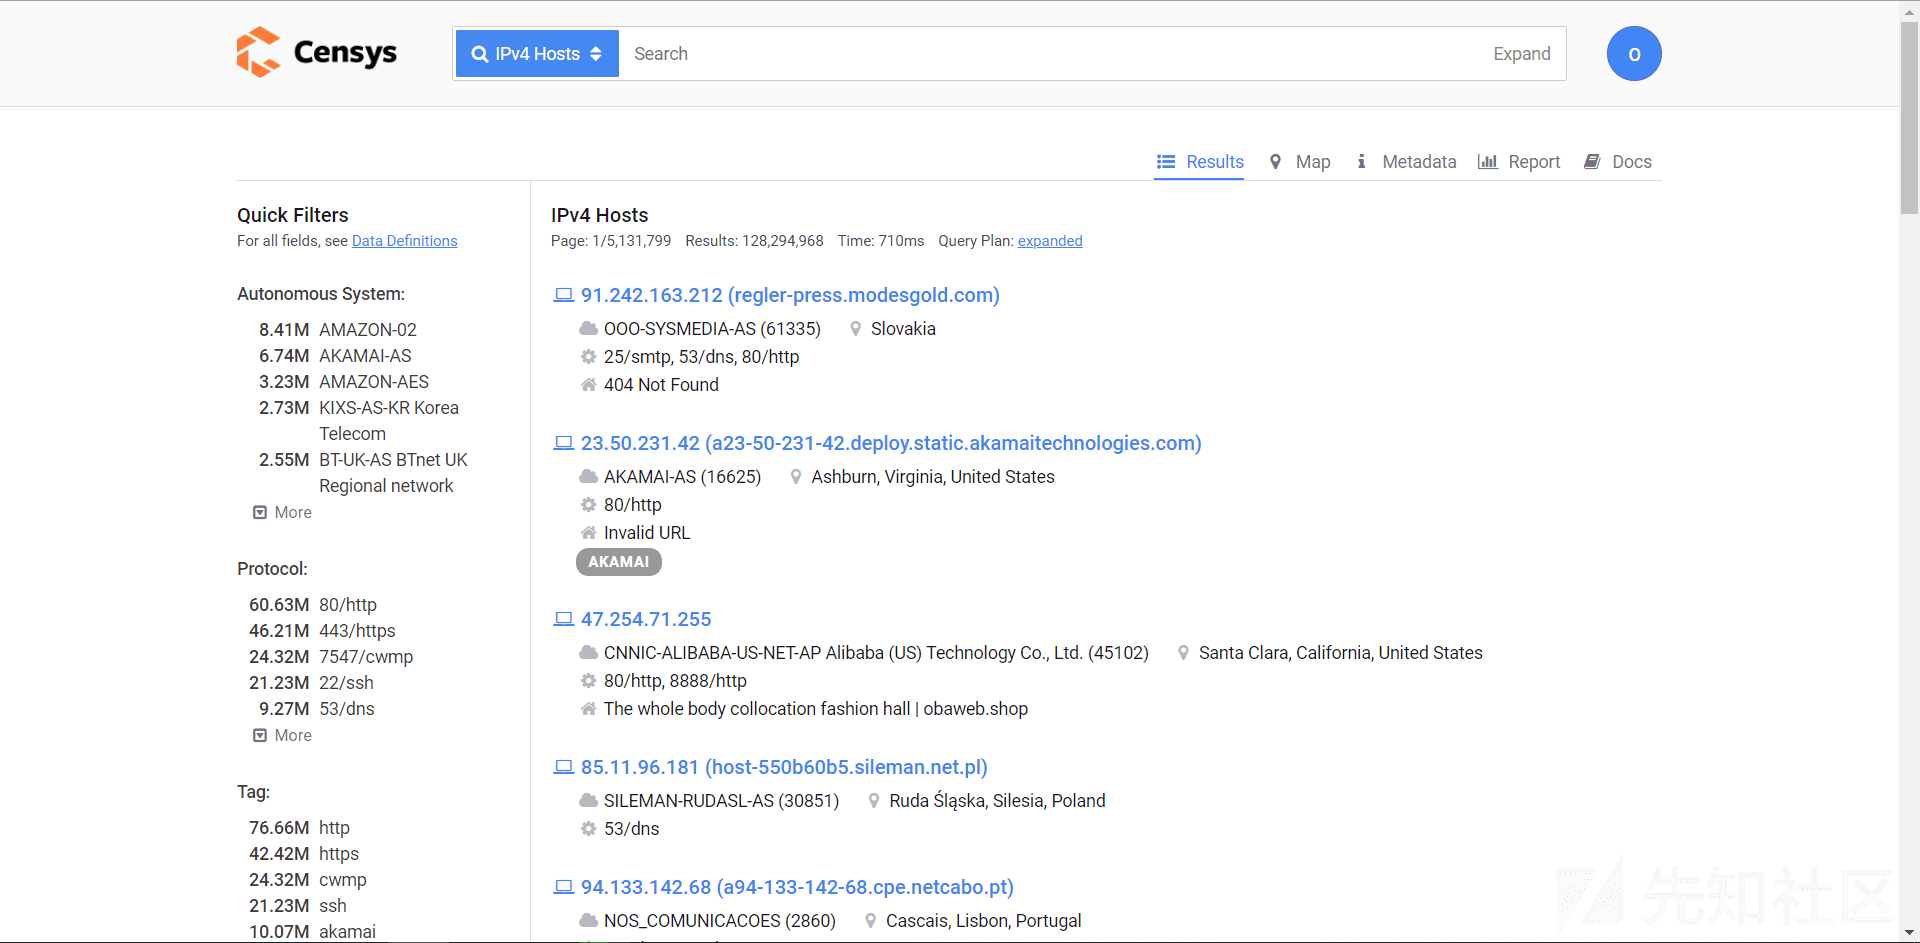 Censys
IPv4 Hosts
Search
Expand
O
Results
Map
Metadata
Report
Docs
Quick Filters
For all fields, see Data Definitions
Autonomous System:
8.41M AMAZON-02
6.74M AKAMAI-AS
3.23M AMAZON-AES
2.73M KIXS-AS-KR Korea
Telecom
2.55M BT-UK-AS BTnet UK
Regional network
More
Protocol:
60.63M 80/http
46.21M 443/https
24.32M 7547/cwmp
21.23M 22/ssh
9.27M 53/dns
More
Tag:
76.66M http
42.42M https
24.32M cwmp
21.23M ssh
10.07M akamai
IPv4 Hosts
Page: 1/5,131,799 Results: 128,294,968 Time: 710ms Query Plan: expanded
91.242.163.212 (regler-press.modesgold.com)
OOO-SYSMEDIA-AS (61335) Slovakia
25/smtp, 53/dns, 80/http
404 Not Found
23.50.231.42 (a23-50-231-42.deploy.static.akamaitechnologies.com)
AKAMAI-AS (16625) Ashburn, Virginia, United States
80/http
Invalid URL
AKAMAI
47.254.71.255
CNNIC-ALIBABA-US-NET-AP Alibaba (US) Technology Co., Ltd. (45102) Santa Clara, California, United States
80/http, 8888/http
The whole body collocation fashion hall | obaweb.shop
85.11.96.181 (host-550b60b5.sileman.net.pl)
SILEMAN-RUDASL-AS (30851) Ruda Śląska, Silesia, Poland
53/dns
94.133.142.68 (a94-133-142-68.cpe.netcabo.pt)
NOS_COMUNICACOES (2860) Cascais, Lisbon, Portugal
先知社区